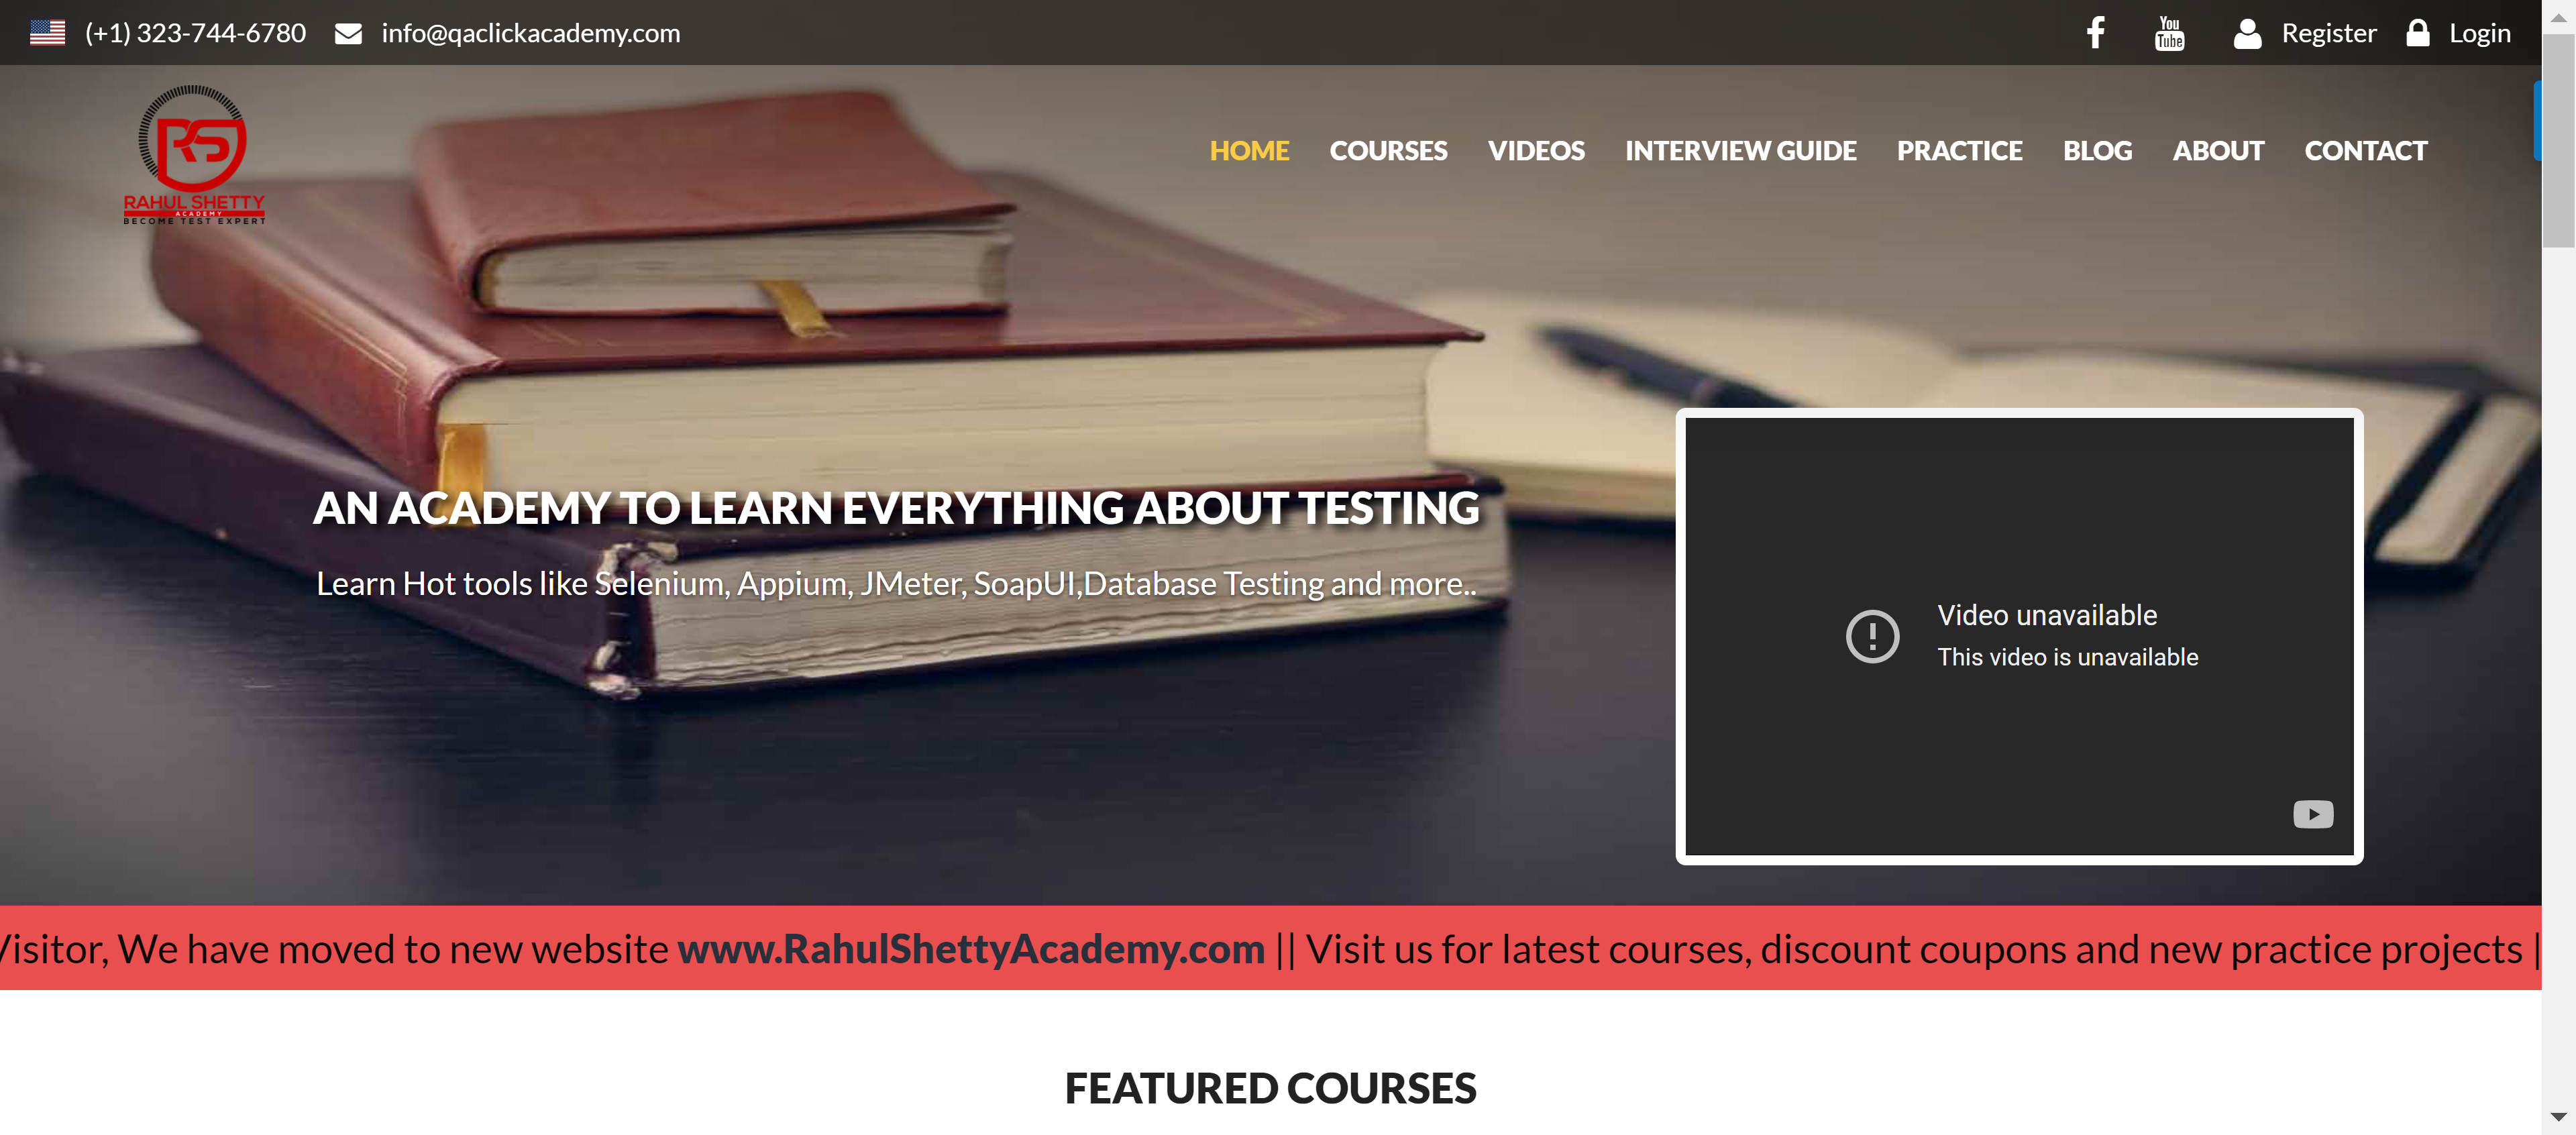 (+1) 323-744-6780 info@qaclickacademy.com You Tube Register Login
RS
RAHUL SHETTY
ACADEMY
BECOME TEST EXPERT
HOME COURSES VIDEOS INTERVIEW GUIDE PRACTICE BLOG ABOUT CONTACT
AN ACADEMY TO LEARN EVERYTHING ABOUT TESTING
Learn Hot tools like Selenium, Appium, JMeter, SoapUI,Database Testing and more..
Video unavailable
This video is unavailable
Visitor, We have moved to new website www.RahulShettyAcademy.com || Visit us for latest courses, discount coupons and new practice projects |
FEATURED COURSES